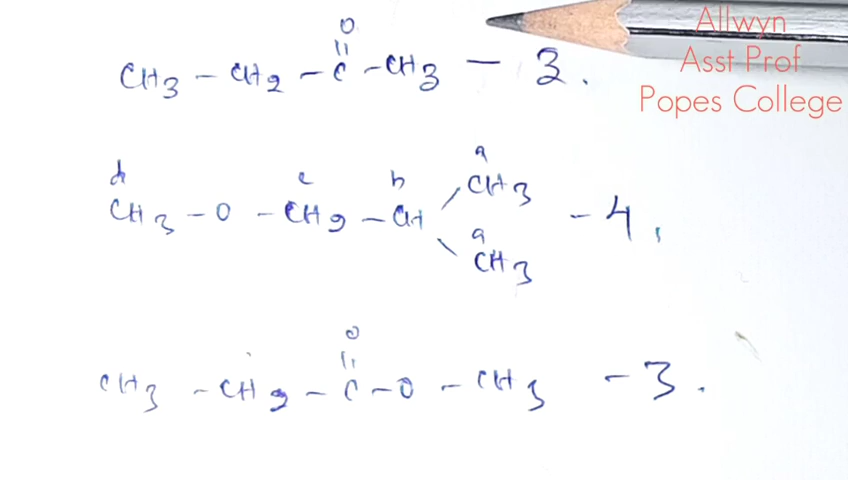 O
||
CH3 - CH2 - C - CH3 - 3.
Allwyn
Asst Prof
Popes College
d c b a
CH3 - O - CH2 - CH CH3 - 4,
a
CH3
O
||
CH3 - CH2 - C - O - CH3 - 3.